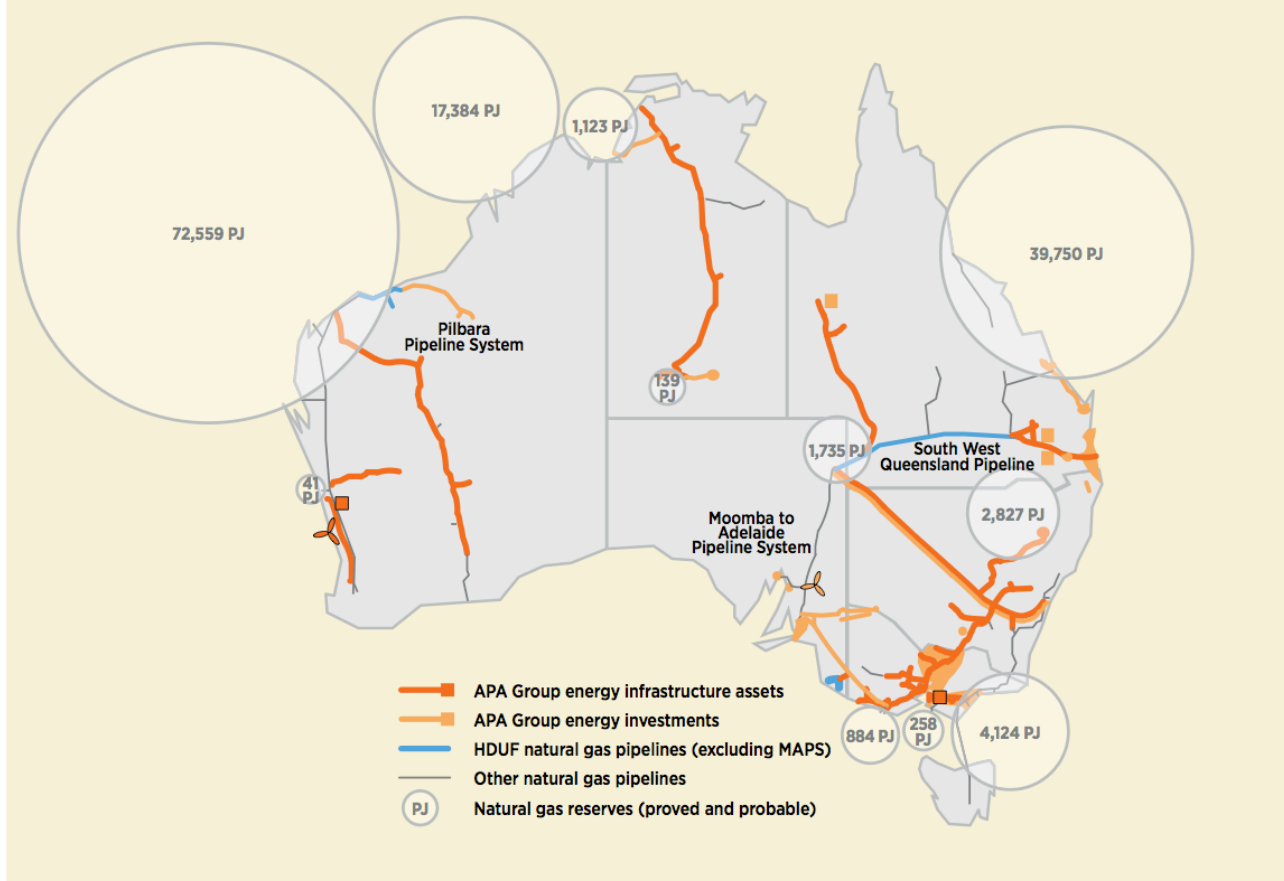 17,384 PJ
1,123 PJ
72,559 PJ
39,750 PJ
Pilbara
Pipeline System
139
PJ
1,735 PJ
South West
Queensland Pipeline
41
PJ
2,827 PJ
Moomba to
Adelaide
Pipeline System
APA Group energy infrastructure assets
APA Group energy investments
HDUF natural gas pipelines (excluding MAPS)
Other natural gas pipelines
PJ
Natural gas reserves (proved and probable)
884 PJ
258
PJ
4,124 PJ